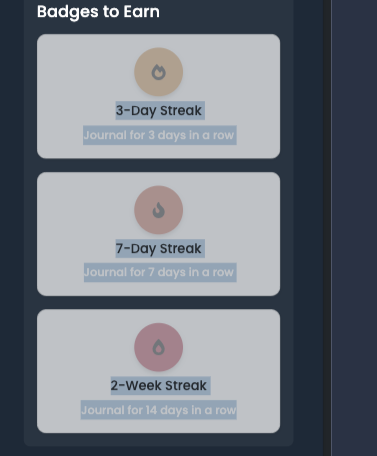 Badges to Earn
3-Day Streak
Journal for 3 days in a row
7-Day Streak
Journal for 7 days in a row
2-Week Streak
Journal for 14 days in a row